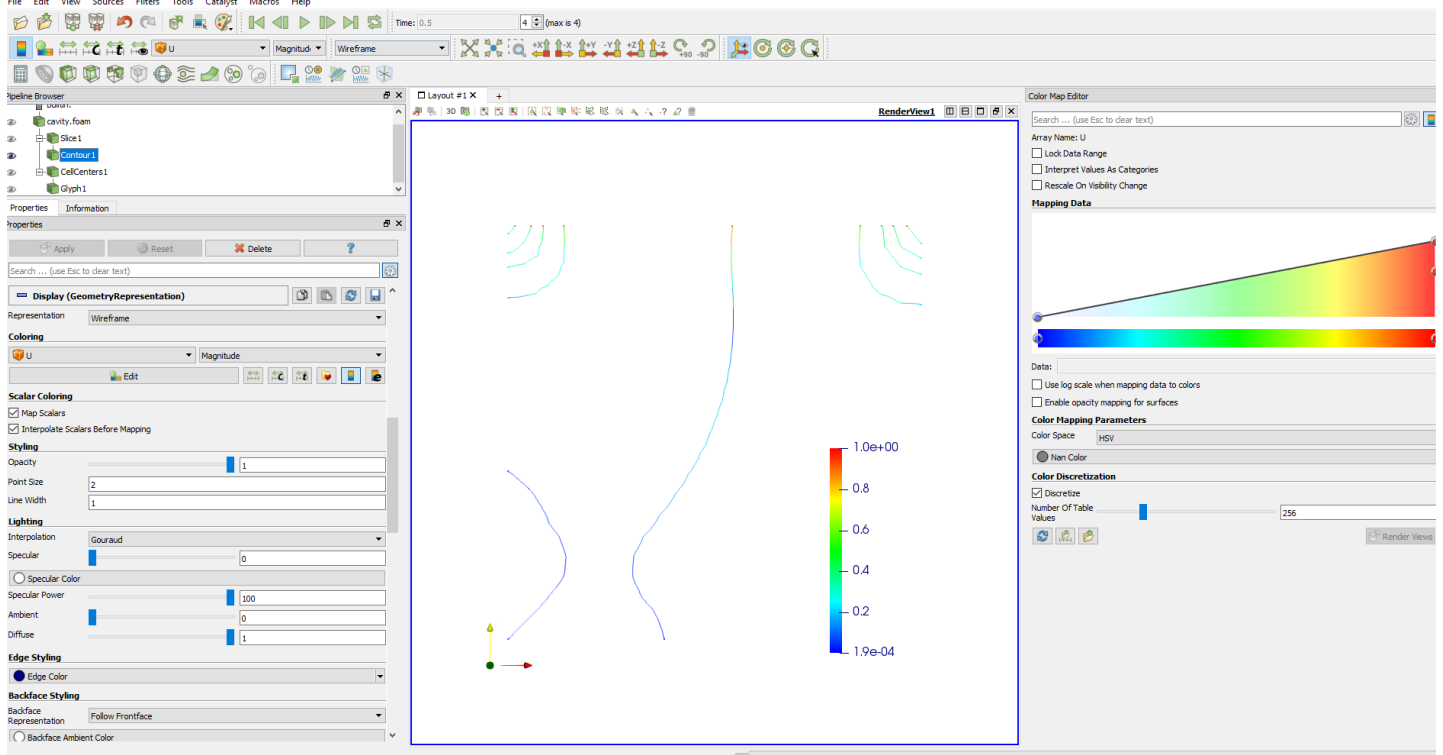 File Edit View Sources Filters Tools Catalyst Macros Help
Time: 0.5 4 (max is 4)
U Magnitud Wireframe +X -X +Y -Y +Z -Z +90 -90
Pipeline Browser
cavity.foam
Slice1
Contour1
CellCenters1
Glyph1
Properties Information
Properties
Apply Reset Delete ?
Search ... (use Esc to clear text)
Display (GeometryRepresentation)
Representation Wireframe
Coloring
U Magnitude
Edit
Scalar Coloring
Map Scalars
Interpolate Scalars Before Mapping
Styling
Opacity 1
Point Size 2
Line Width 1
Lighting
Interpolation Gouraud
Specular 0
Specular Color
Specular Power 100
Ambient 0
Diffuse 1
Edge Styling
Edge Color
Backface Styling
Backface
Representation Follow Frontface
Backface Ambient Color
Layout #1 +
3D RenderView1
1.0e+00
0.8
0.6
0.4
0.2
1.9e-04
Color Map Editor
Search ... (use Esc to clear text)
Array Name: U
Lock Data Range
Interpret Values As Categories
Rescale On Visibility Change
Mapping Data
Data:
Use log scale when mapping data to colors
Enable opacity mapping for surfaces
Color Mapping Parameters
Color Space HSV
Nan Color
Color Discretization
Discretize
Number Of Table
Values 256
Render Views